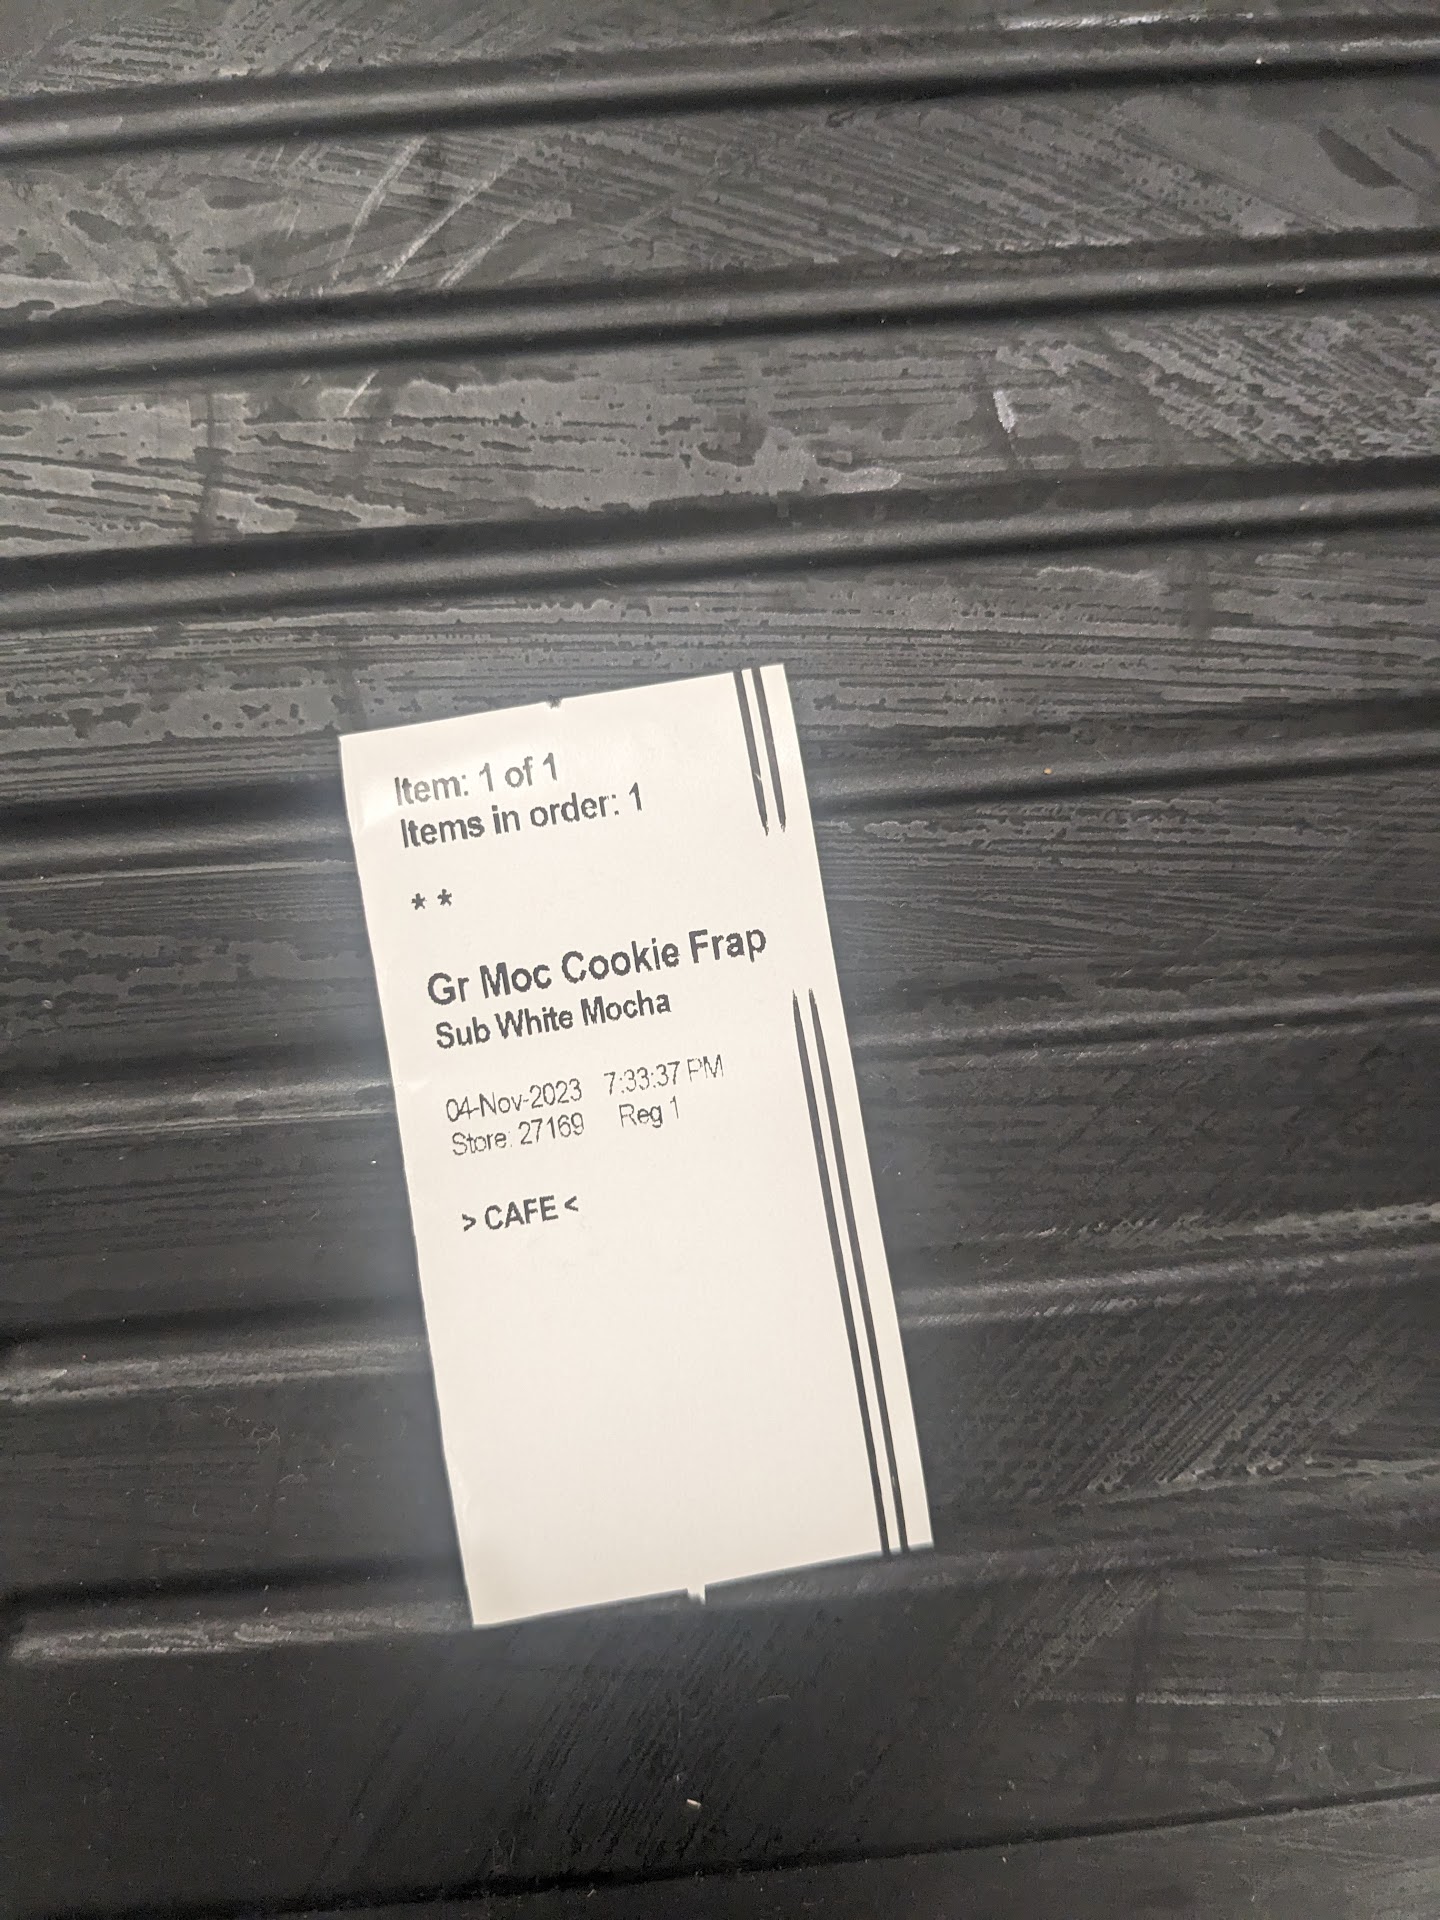 Item: 1 of 1
Items in order: 1
* *
Gr Moc Cookie Frap
Sub White Mocha
04-Nov-2023 7:33:37 PM
Store: 27169 Reg 1
> CAFE <